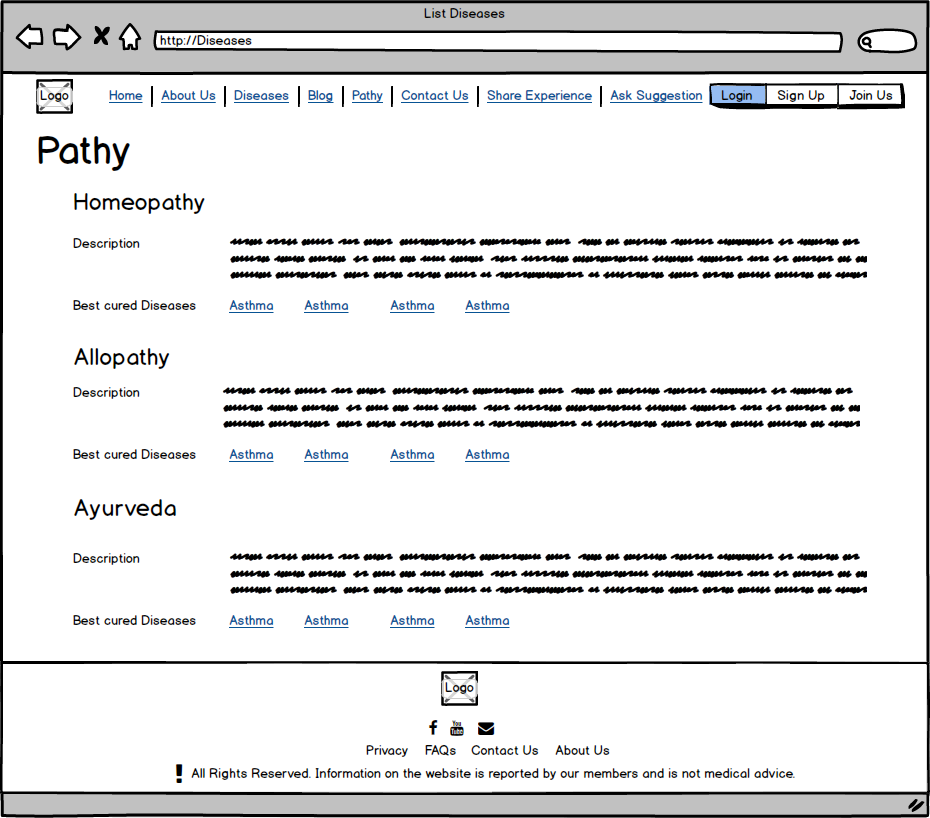 List Diseases
http://Diseases
Logo Home About Us Diseases Blog Pathy Contact Us Share Experience Ask Suggestion Login Sign Up Join Us
Pathy
Homeopathy
Description
Best cured Diseases Asthma Asthma Asthma Asthma
Allopathy
Description
Best cured Diseases Asthma Asthma Asthma Asthma
Ayurveda
Description
Best cured Diseases Asthma Asthma Asthma Asthma
Logo
f You Tube
Privacy FAQs Contact Us About Us
! All Rights Reserved. Information on the website is reported by our members and is not medical advice.